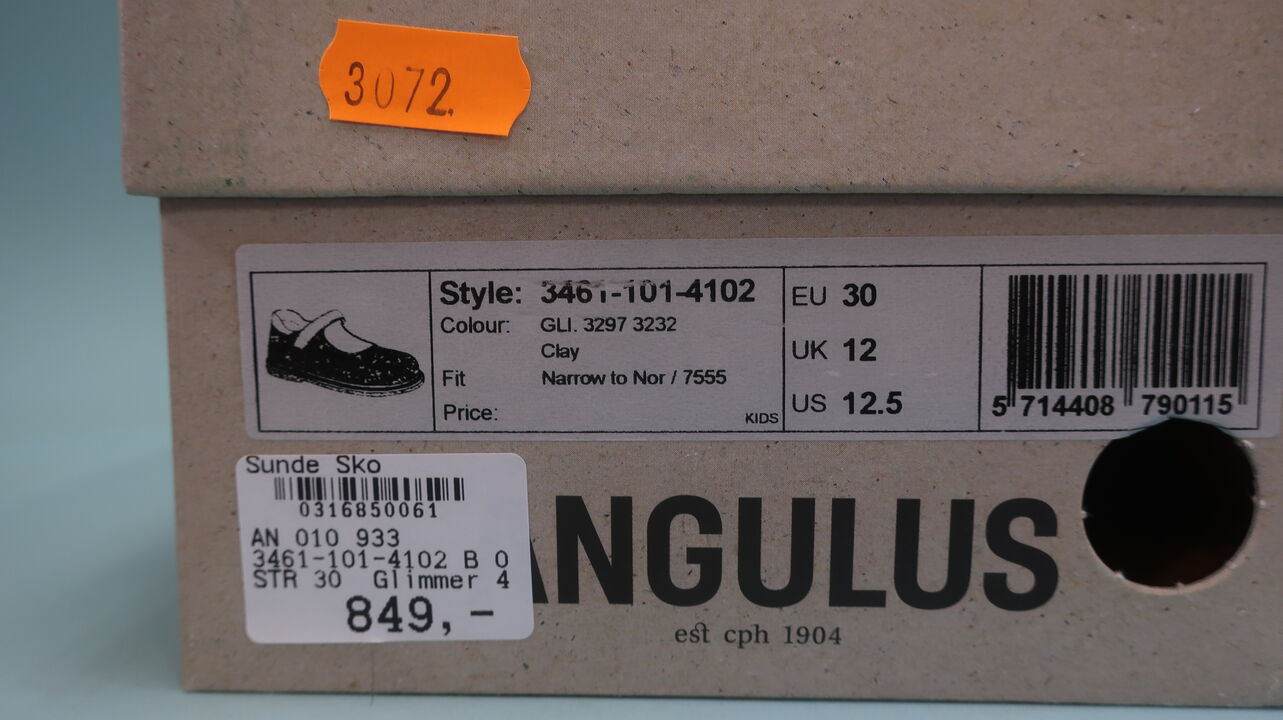 3072.
Style: 3461-101-4102
Colour: GLI. 3297 3232
Clay
Fit Narrow to Nor / 7555
Price:
KIDS
EU 30
UK 12
US 12.5
5 714408 790115
Sunde Sko
0316850061
AN 010 933
3461-101-4102 B 0
STR 30 Glimmer 4
849,-
ANGULUS
est cph 1904